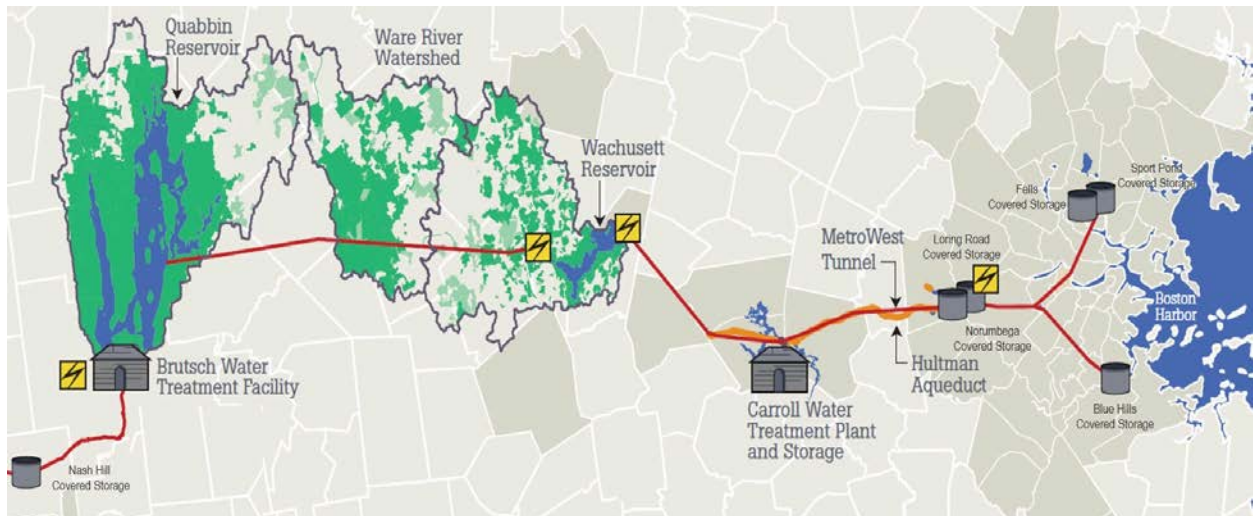 Quabbin
Reservoir
Ware River
Watershed
Wachusett
Reservoir
Sport Pond
Covered Storage
Fells
Covered Storage
MetroWest
Tunnel
Loring Road
Covered Storage
Boston
Harbor
Norumbega
Covered Storage
Brutsch Water
Treatment Facility
Hultman
Aqueduct
Carroll Water
Treatment Plant
and Storage
Blue Hills
Covered Storage
Nash Hill
Covered Storage